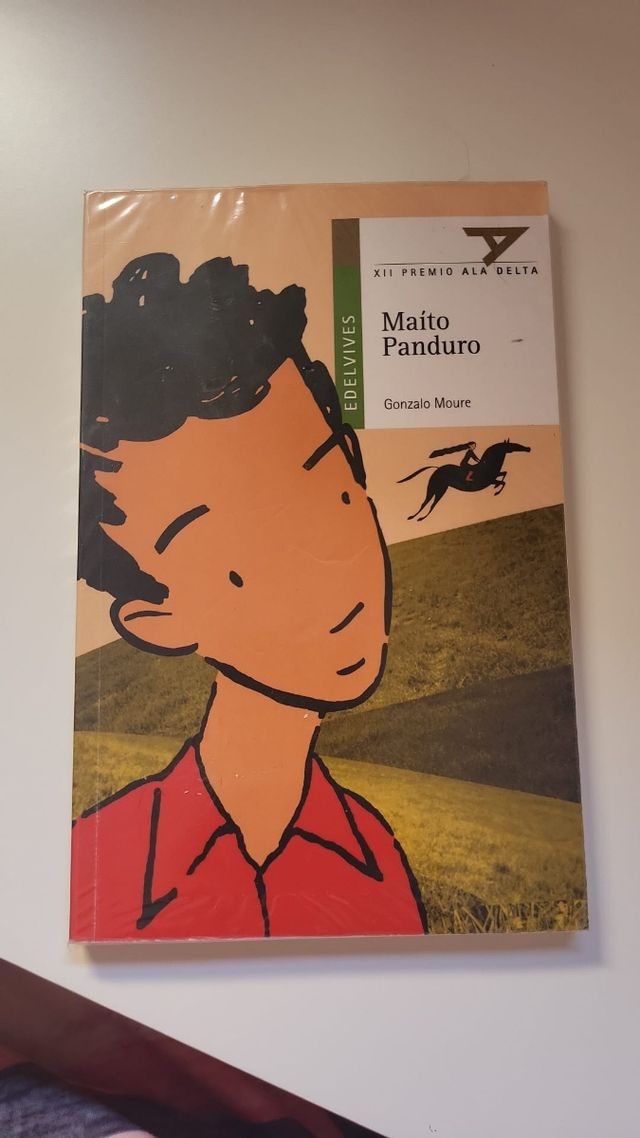 XII PREMIO ALA DELTA
EDELVIVES
Maíto
Panduro
Gonzalo Moure